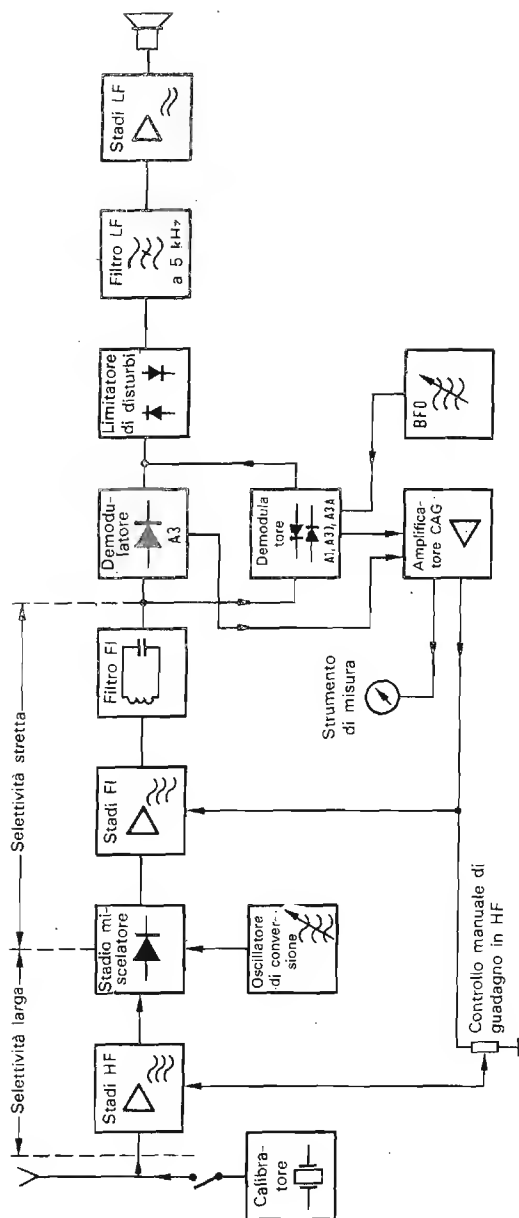 Selettività larga
Selettività stretta
Stadi HF
Stadio mi-
scelatore
Stadi FI
Filtro FI
Demodu-
latore
A3
Limitatore
di disturbi
Filtro LF
a 5 kHz
Stadi LF
Calibra-
tore
Oscillatore
di conver-
sione
Demodula
tore
A1, A3J, A3A
BFO
Strumento
di misura
Amplifica-
tore CAG
Controllo manuale di
guadagno in HF